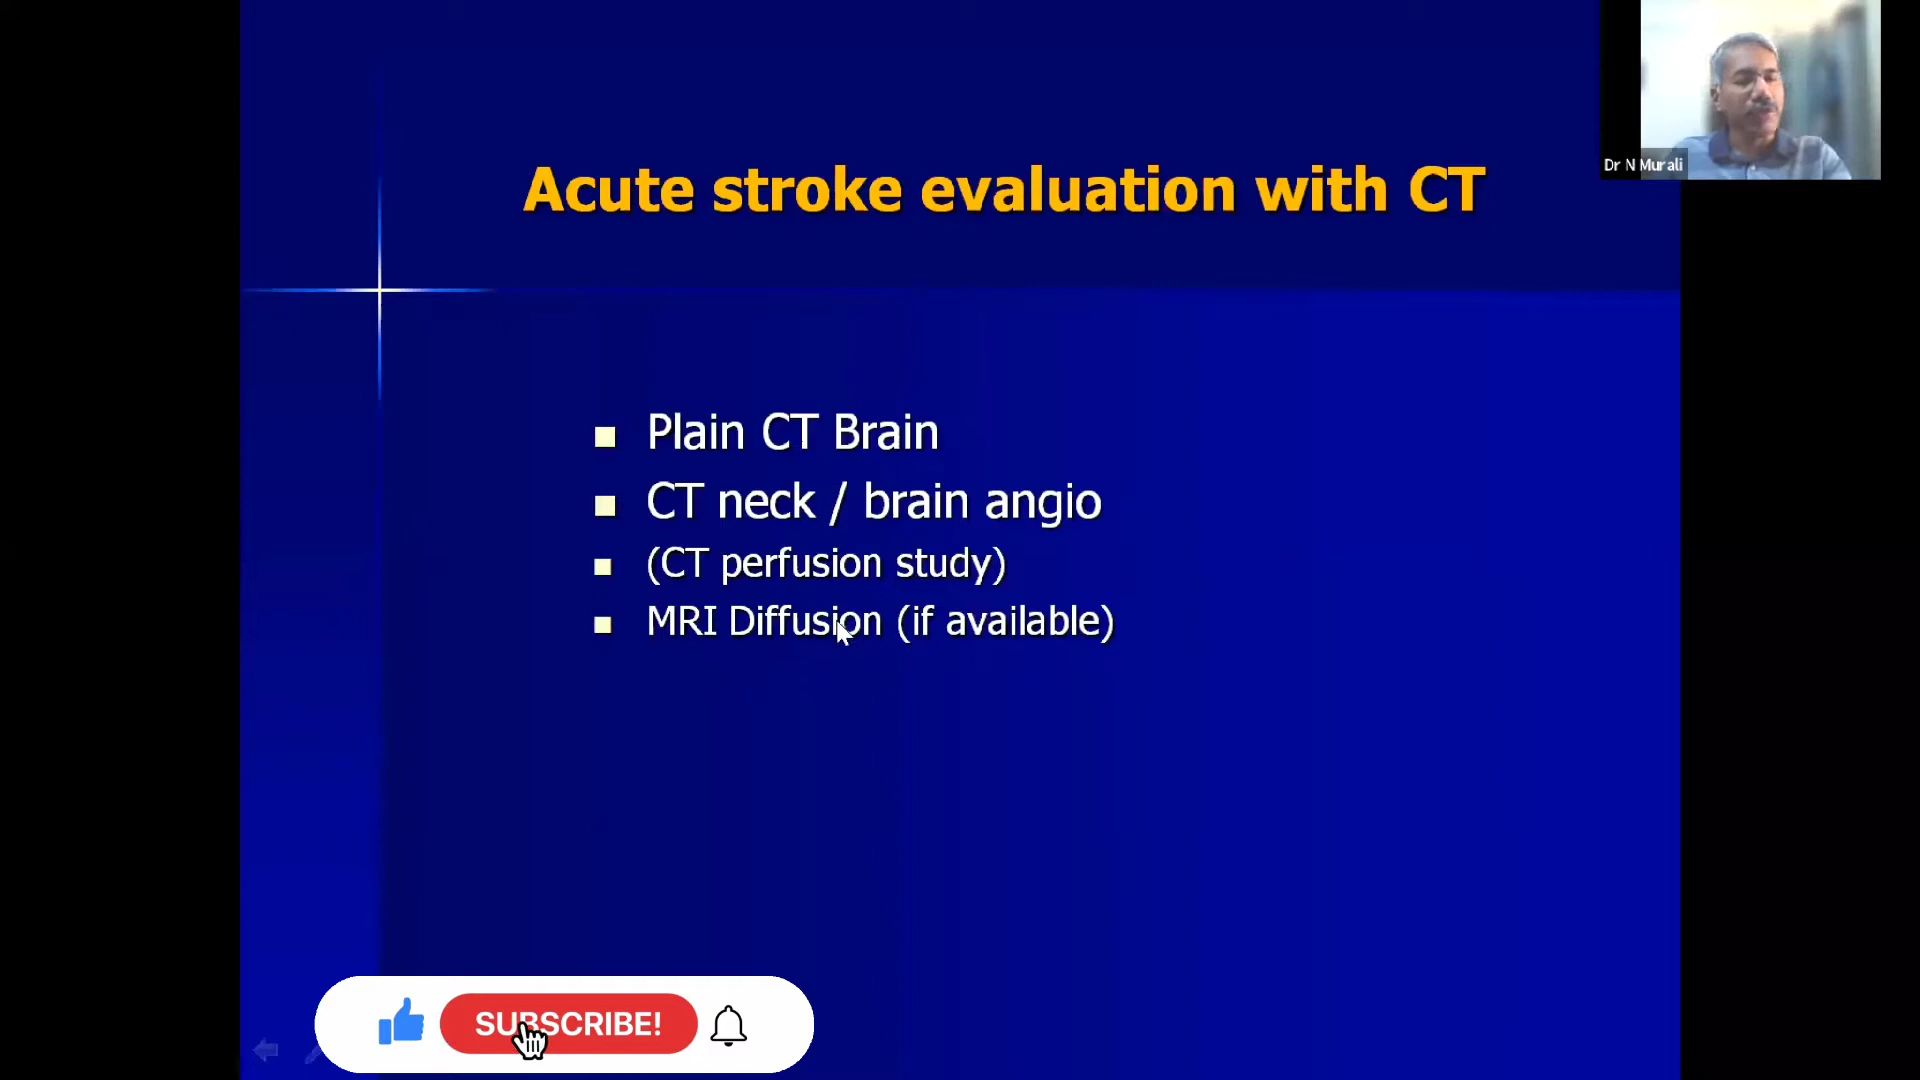 Acute stroke evaluation with CT
Dr N Murali
Plain CT Brain
CT neck / brain angio
(CT perfusion study)
MRI Diffusion (if available)
SUBSCRIBE!